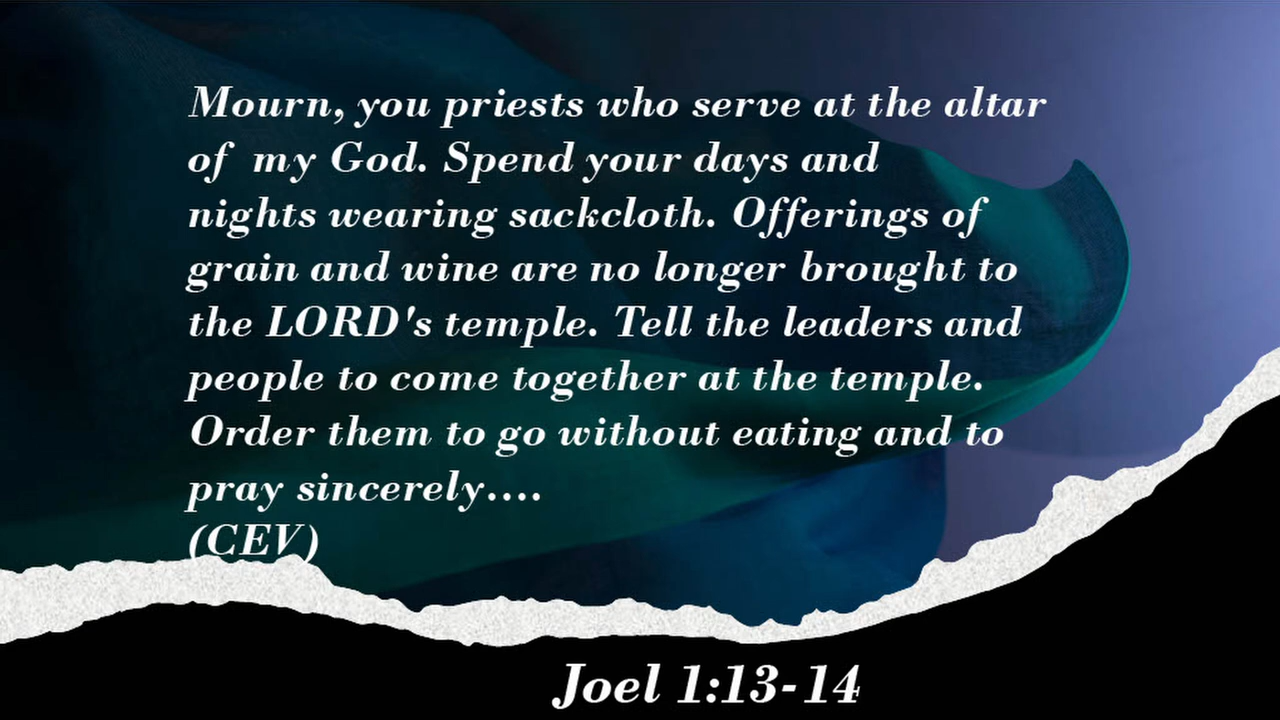 Mourn, you priests who serve at the altar
of my God. Spend your days and
nights wearing sackcloth. Offerings of
grain and wine are no longer brought to
the LORD's temple. Tell the leaders and
people to come together at the temple.
Order them to go without eating and to
pray sincerely....
(CEV)
Joel 1:13-14